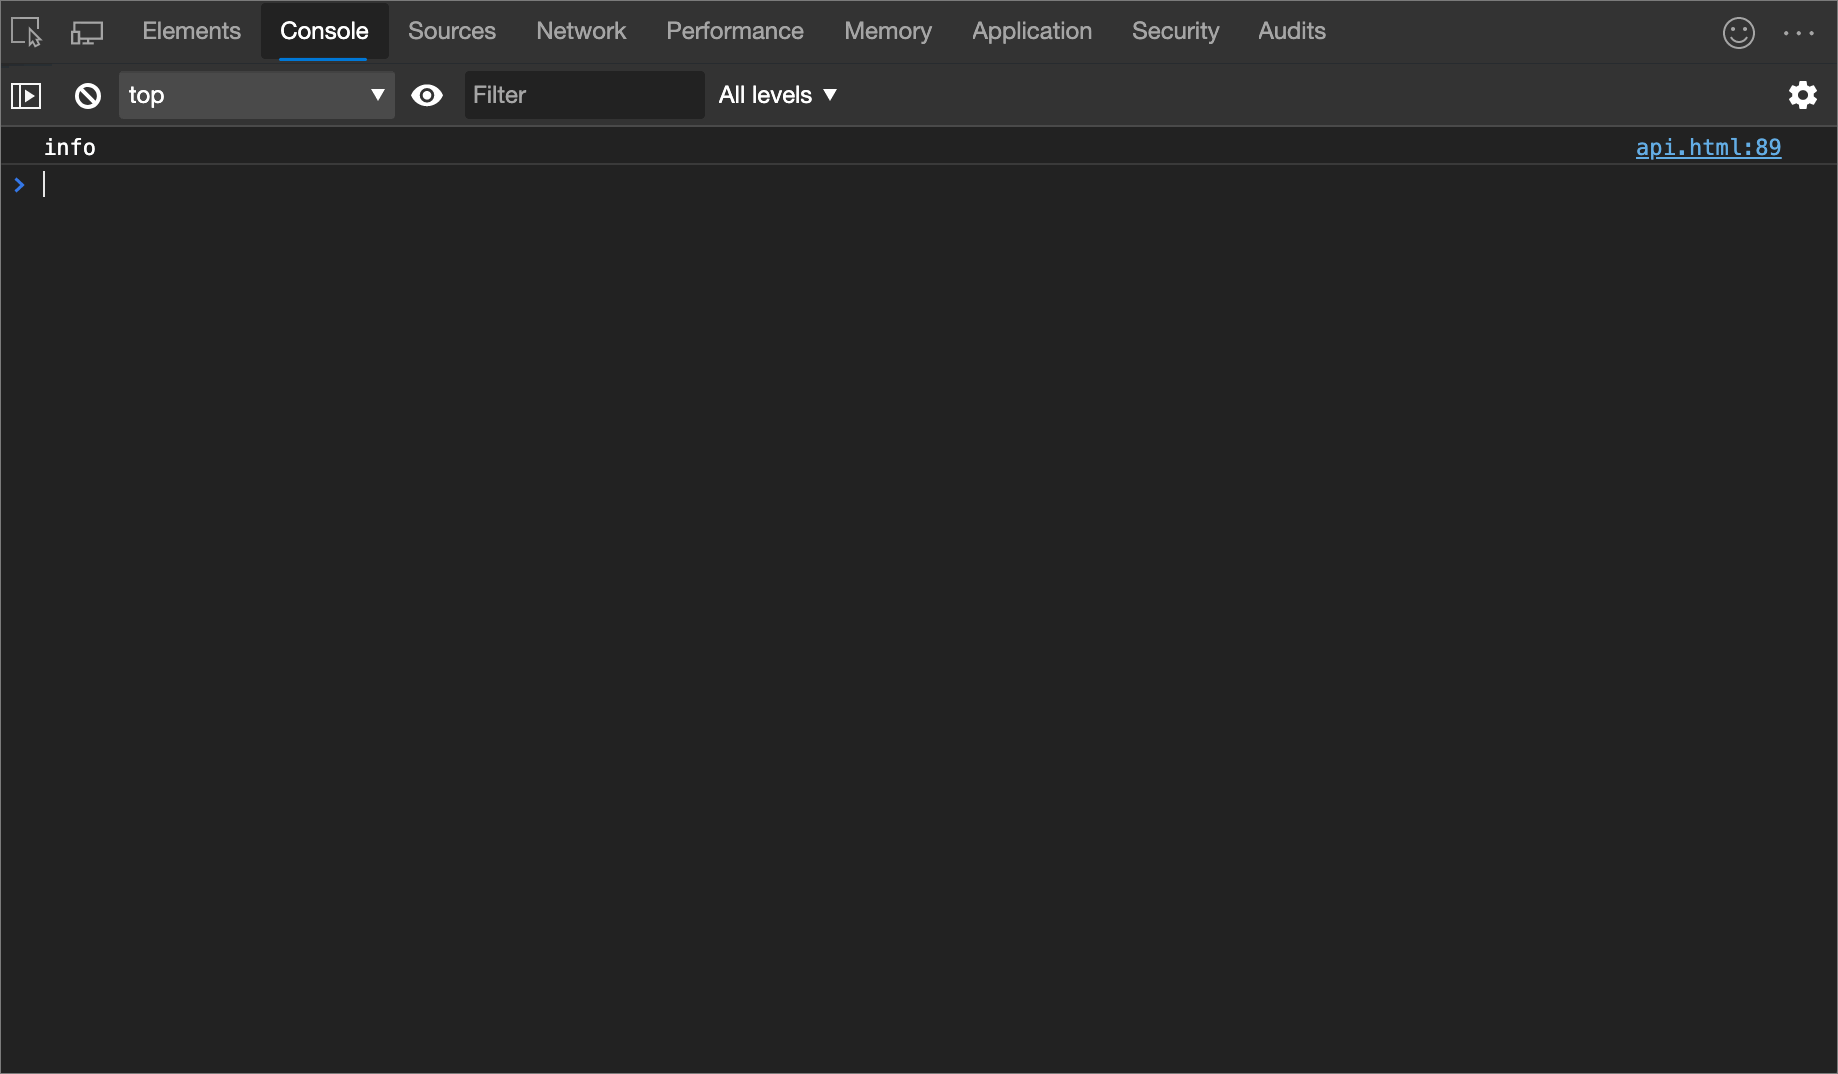 Elements Console Sources Network Performance Memory Application Security Audits
top Filter All levels
info api.html:89